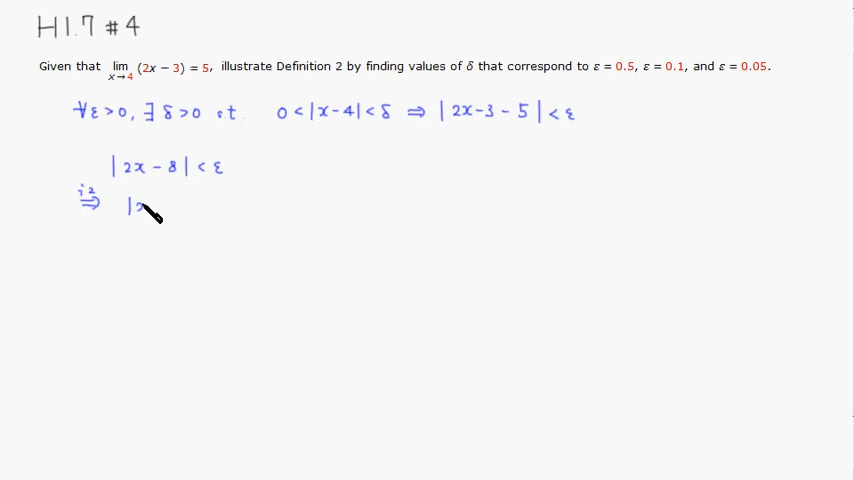 H1.7 #4
Given that lim x→4 (2x − 3) = 5, illustrate Definition 2 by finding values of δ that correspond to ε = 0.5, ε = 0.1, and ε = 0.05.
∀ε>0, ∃ δ>0 s.t. 0<|x-4|<δ ⇒ |2x-3-5|<ε
|2x-8|<ε
÷2 ⇒ |x